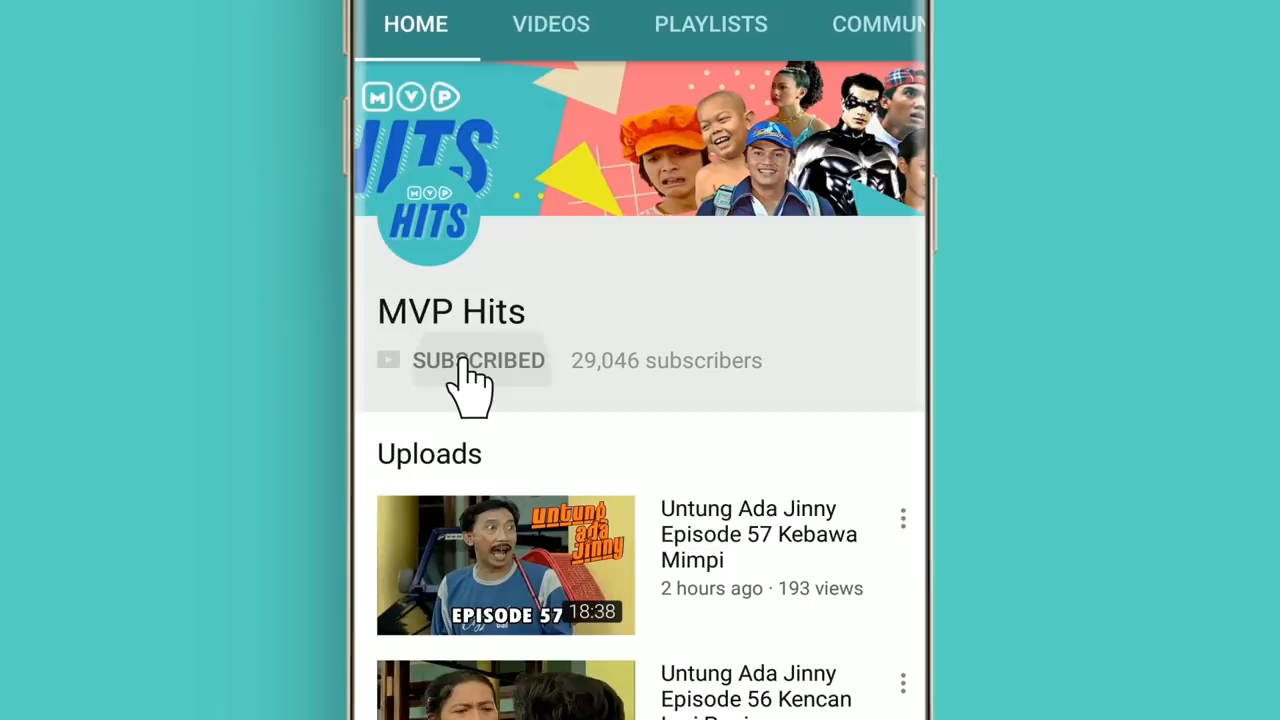 HOME VIDEOS PLAYLISTS COMMUN
MVP
HITS
MVP
HITS
MVP Hits
SUBSCRIBED 29,046 subscribers
Uploads
untung
ada
jinny
EPISODE 57 18:38
Untung Ada Jinny
Episode 57 Kebawa
Mimpi
2 hours ago · 193 views
Untung Ada Jinny
Episode 56 Kencan